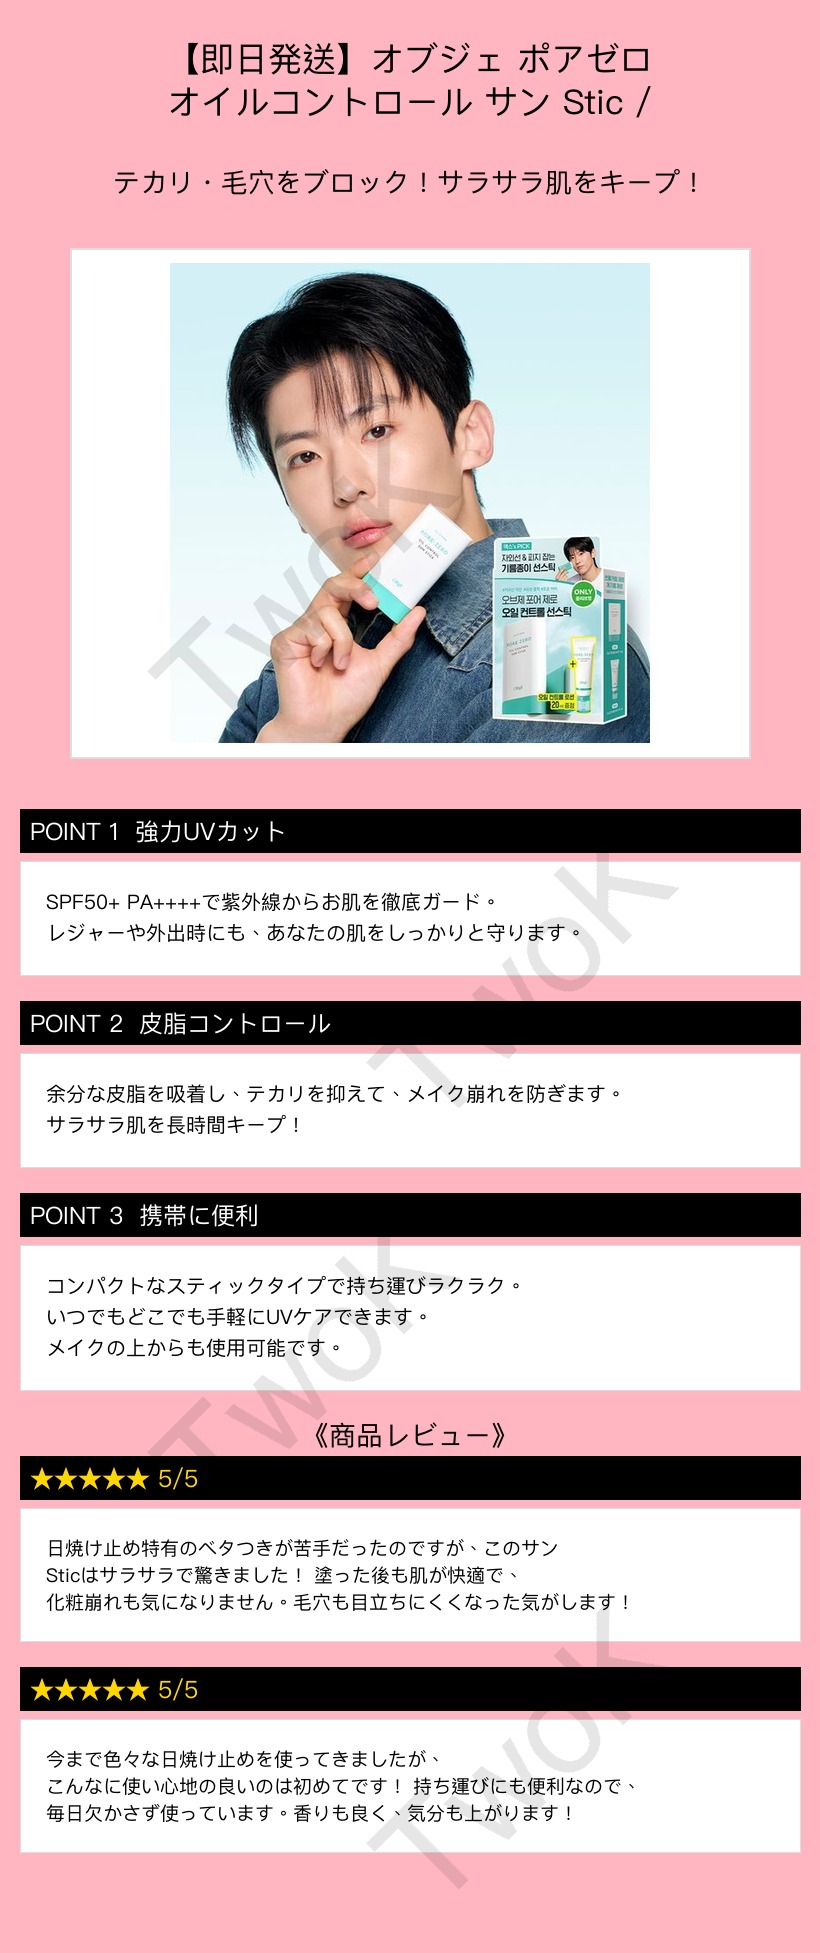 【即日発送】オブジェ ポアゼロ
オイルコントロール サン Stic /
テカリ・毛穴をブロック！サラサラ肌をキープ！
PORE-ZERO
OIL CONTROL
SUN STICK
자외선 & 피지 잡는
기름종이 선스틱
ONLY
오브제 포어 제로
오일 컨트롤 선스틱
PORE-ZERO
오일 컨트롤 로션
20㎖ 증정
TwoK
POINT 1 強力UVカット
SPF50+ PA++++で紫外線からお肌を徹底ガード。
レジャーや外出時にも、あなたの肌をしっかりと守ります。
TwoK
POINT 2 皮脂コントロール
余分な皮脂を吸着し、テカリを抑えて、メイク崩れを防ぎます。
サラサラ肌を長時間キープ！
POINT 3 携帯に便利
コンパクトなスティックタイプで持ち運びラクラク。
いつでもどこでも手軽にUVケアできます。
メイクの上からも使用可能です。
TwoK
《商品レビュー》
★★★★★ 5/5
日焼け止め特有のベタつきが苦手だったのですが、このサン
Sticはサラサラで驚きました！ 塗った後も肌が快適で、
化粧崩れも気になりません。毛穴も目立ちにくくなった気がします！
★★★★★ 5/5
今まで色々な日焼け止めを使ってきましたが、
こんなに使い心地の良いのは初めてです！ 持ち運びにも便利なので、
毎日欠かさず使っています。香りも良く、気分も上がります！
TwoK